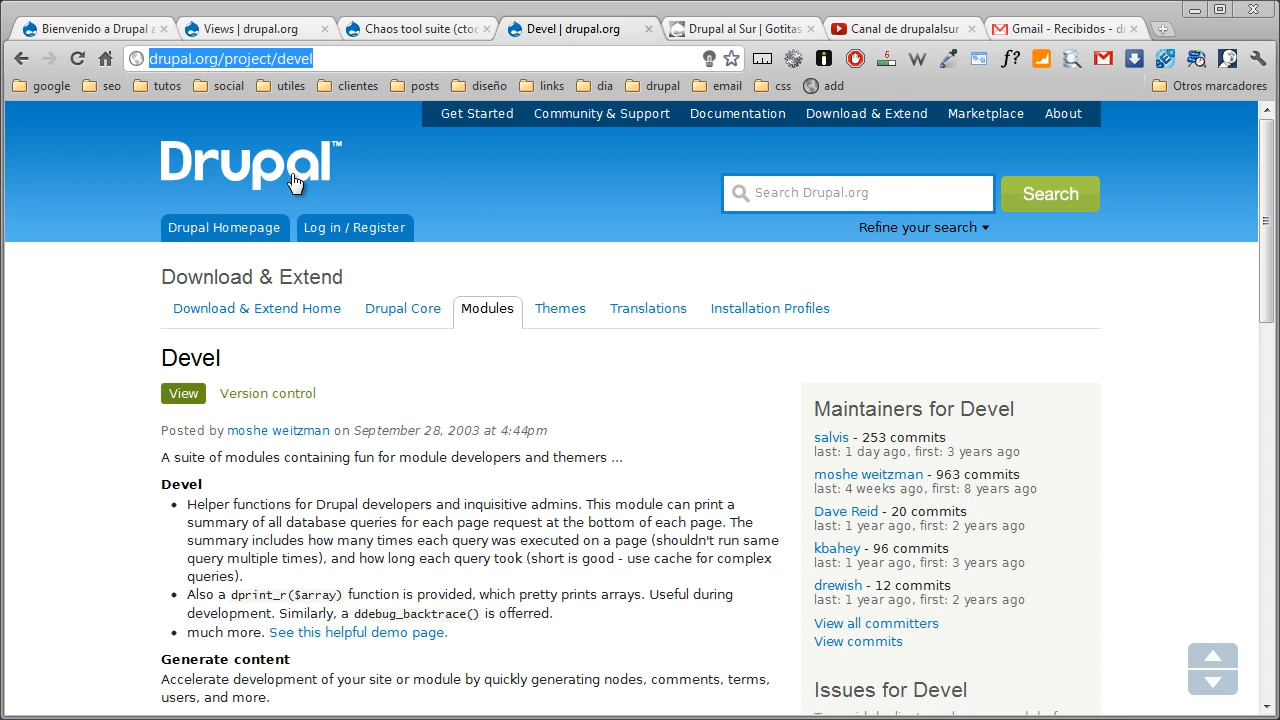 Bienvenido a Drupal a
Views | drupal.org
Chaos tool suite (ctoc
Devel | drupal.org
Drupal al Sur | Gotitas
Canal de drupalalsur
Gmail - Recibidos - d
drupal.org/project/devel
google
seo
tutos
social
utiles
clientes
posts
diseño
links
dia
drupal
email
css
add
Otros marcadores
Get Started
Community & Support
Documentation
Download & Extend
Marketplace
About
Drupal™
Search Drupal.org
Search
Drupal Homepage
Log in / Register
Refine your search
Download & Extend
Download & Extend Home
Drupal Core
Modules
Themes
Translations
Installation Profiles
Devel
View
Version control
Posted by moshe weitzman on September 28, 2003 at 4:44pm
A suite of modules containing fun for module developers and themers ...
Devel
Helper functions for Drupal developers and inquisitive admins. This module can print a
summary of all database queries for each page request at the bottom of each page. The
summary includes how many times each query was executed on a page (shouldn't run same
query multiple times), and how long each query took (short is good - use cache for complex
queries).
Also a dprint_r($array) function is provided, which pretty prints arrays. Useful during
development. Similarly, a ddebug_backtrace() is offerred.
much more. See this helpful demo page.
Generate content
Accelerate development of your site or module by quickly generating nodes, comments, terms,
users, and more.
Maintainers for Devel
salvis - 253 commits
last: 1 day ago, first: 3 years ago
moshe weitzman - 963 commits
last: 4 weeks ago, first: 8 years ago
Dave Reid - 20 commits
last: 1 year ago, first: 2 years ago
kbahey - 96 commits
last: 1 year ago, first: 3 years ago
drewish - 12 commits
last: 1 year ago, first: 2 years ago
View all committers
View commits
Issues for Devel